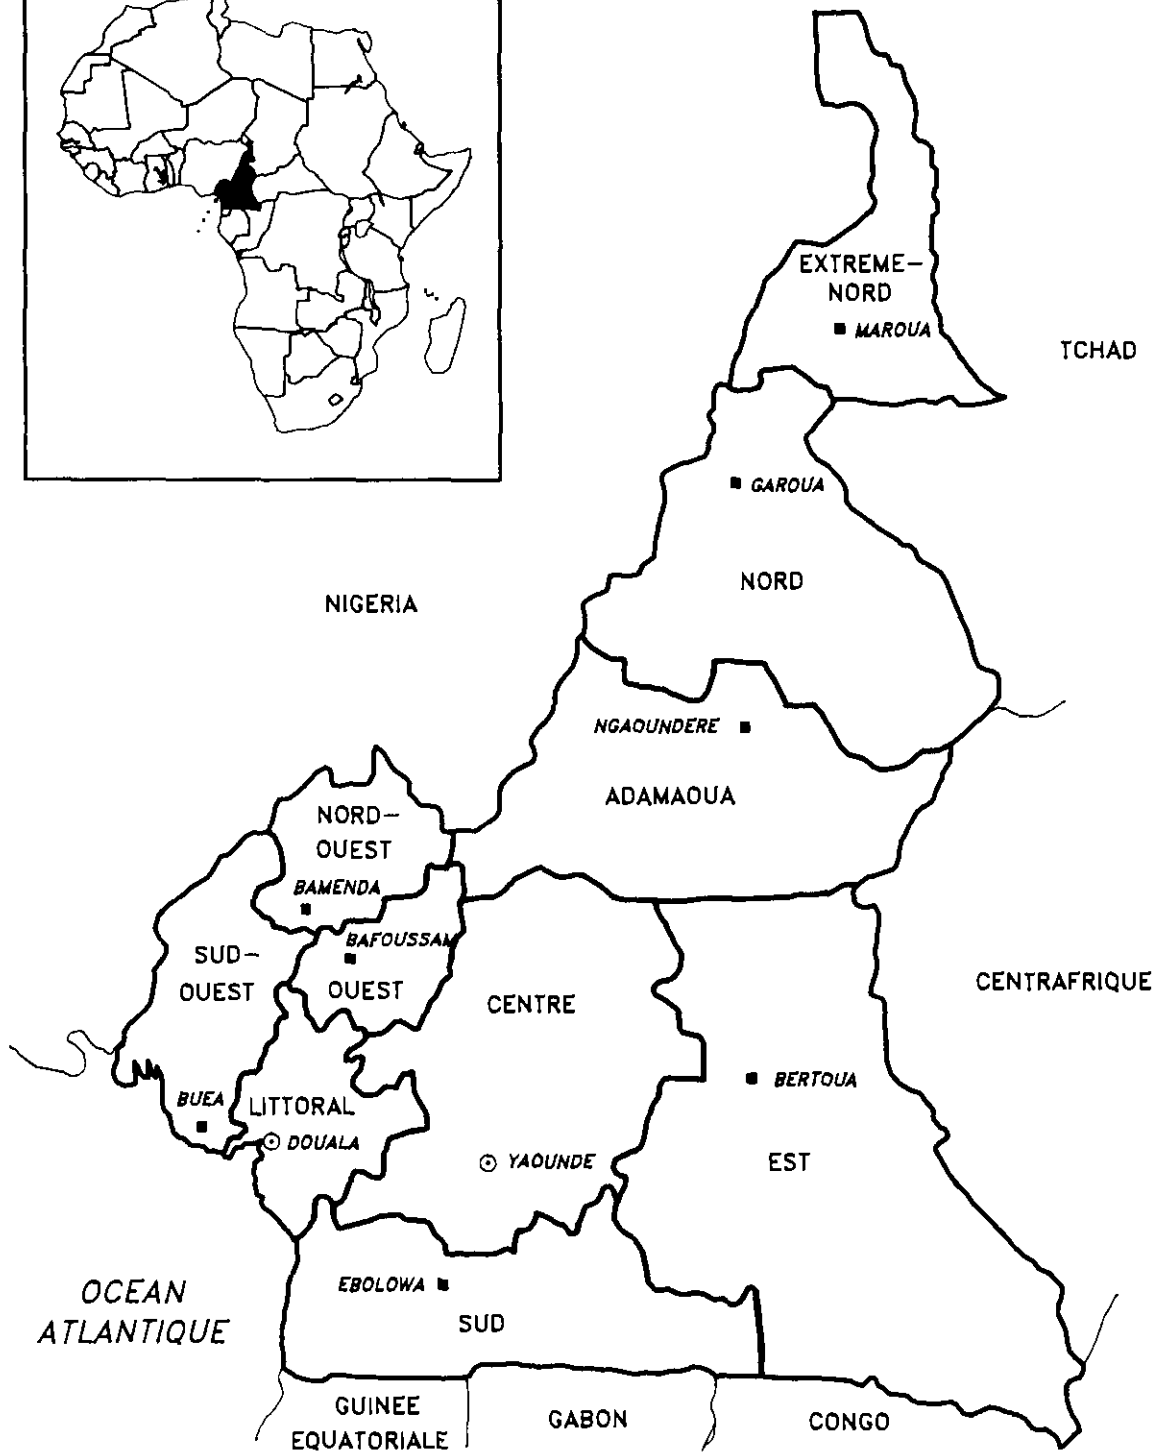 EXTREME-
NORD
MAROUA
TCHAD
GAROUA
NORD
NIGERIA
NGAOUNDERE
ADAMAOUA
NORD-
OUEST
BAMENDA
BAFOUSSAM
SUD-
OUEST
OUEST
CENTRE
CENTRAFRIQUE
BUEA
LITTORAL
BERTOUA
DOUALA
YAOUNDE
EST
OCEAN
ATLANTIQUE
EBOLOWA
SUD
GUINEE
EQUATORIALE
GABON
CONGO